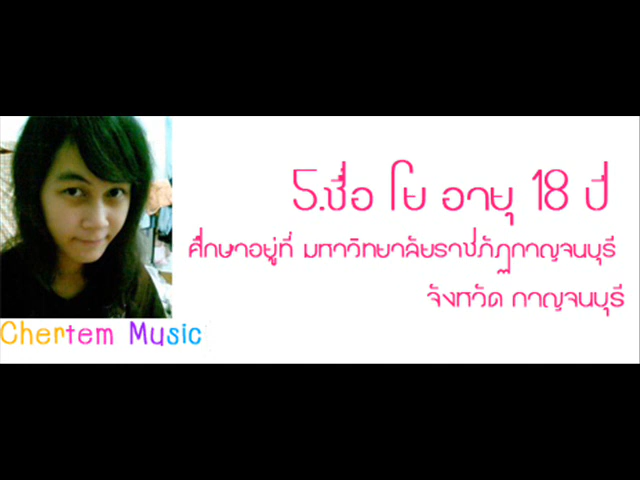 5.ชื่อ โย อายุ 18 ปี
ศึกษาอยู่ที่ มหาวิทยาลัยราชภัฏกาญจนบุรี
จังหวัด กาญจนบุรี
Chertem Music